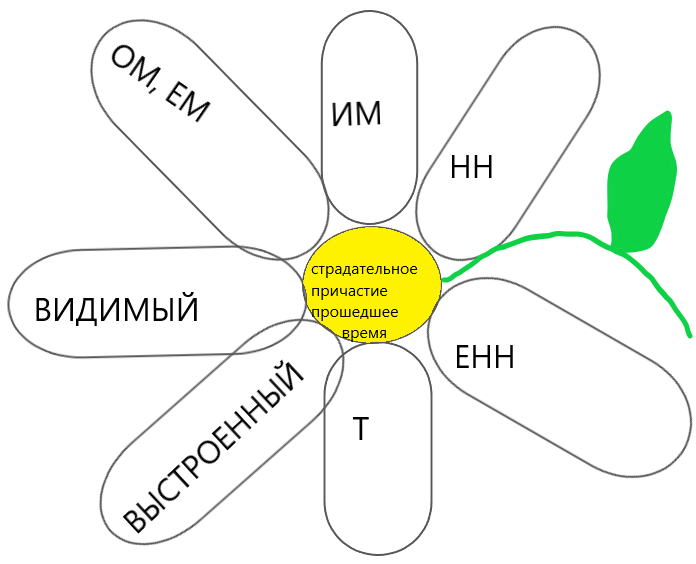 ОМ, ЕМ
ИМ
НН
страдательное
причастие
прошедшее
время
ВИДИМЫЙ
ЕНН
ВЫСТРОЕННЫЙ
Т